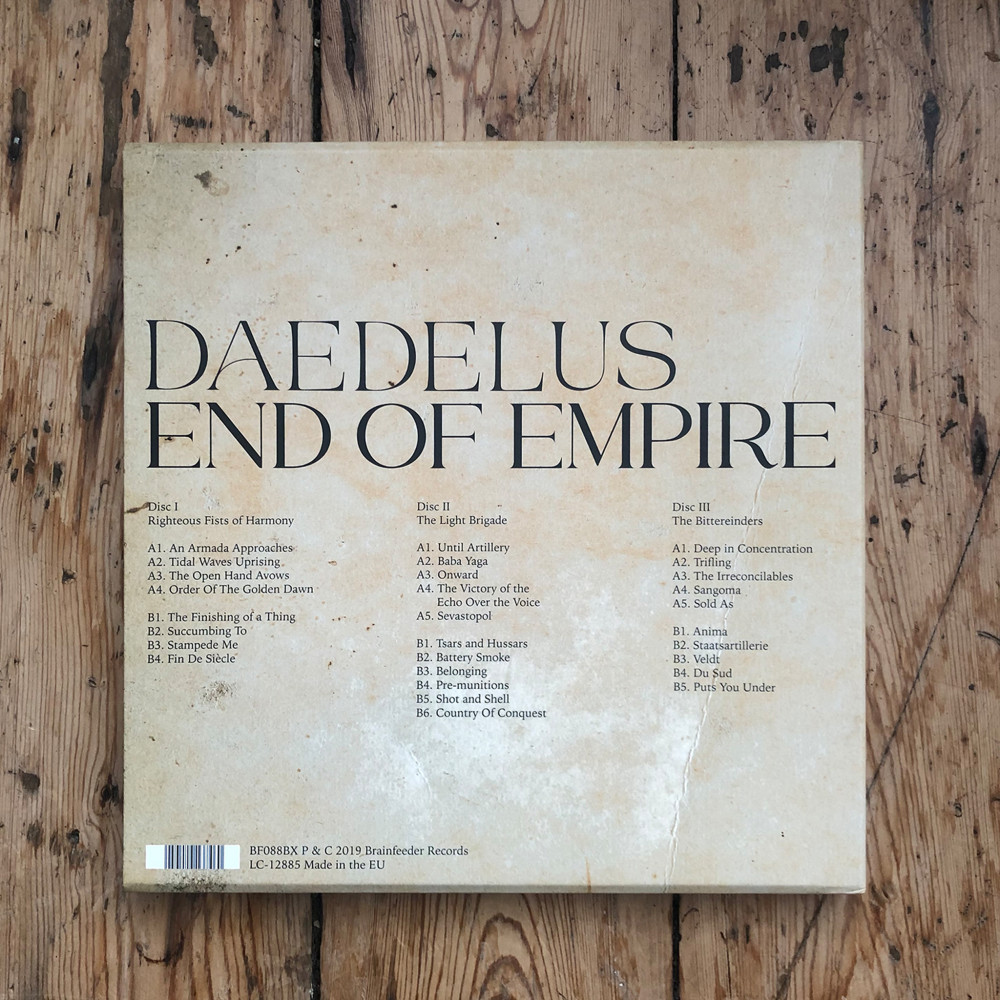 DAEDELUS
END OF EMPIRE
Disc I
Righteous Fists of Harmony
A1. An Armada Approaches
A2. Tidal Waves Uprising
A3. The Open Hand Avows
A4. Order Of The Golden Dawn
B1. The Finishing of a Thing
B2. Succumbing To
B3. Stampede Me
B4. Fin De Siècle
Disc II
The Light Brigade
A1. Until Artillery
A2. Baba Yaga
A3. Onward
A4. The Victory of the
Echo Over the Voice
A5. Sevastopol
B1. Tsars and Hussars
B2. Battery Smoke
B3. Belonging
B4. Pre-munitions
B5. Shot and Shell
B6. Country Of Conquest
Disc III
The Bittereinders
A1. Deep in Concentration
A2. Trifling
A3. The Irreconcilables
A4. Sangoma
A5. Sold As
B1. Anima
B2. Staatsartillerie
B3. Veldt
B4. Du Sud
B5. Puts You Under
BF088BX P & C 2019 Brainfeeder Records
LC-12885 Made in the EU